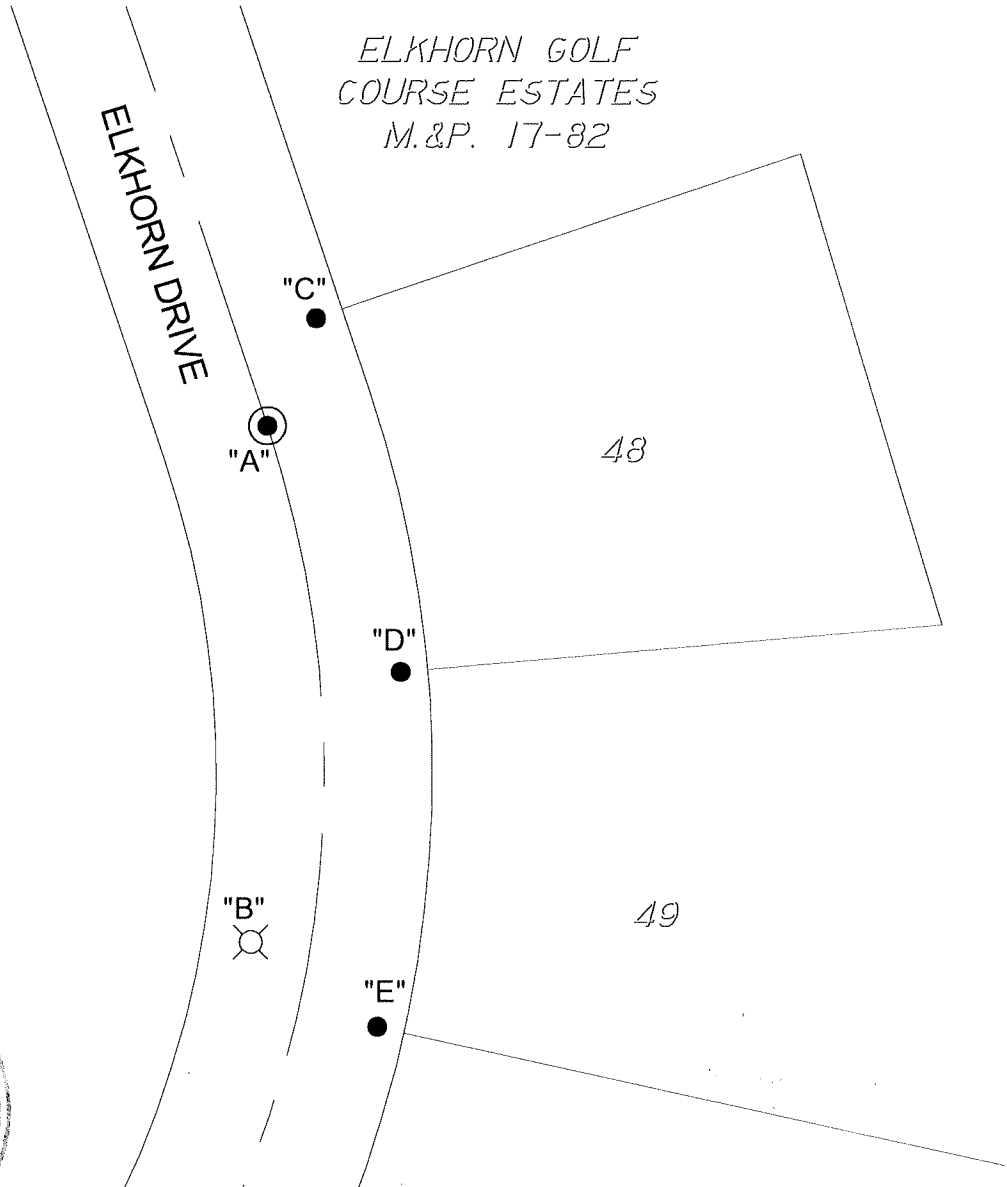 ELKHORN GOLF
COURSE ESTATES
M.&P. 17-82
ELKHORN DRIVE
"C"
"A"
48
"D"
"B"
49
"E"